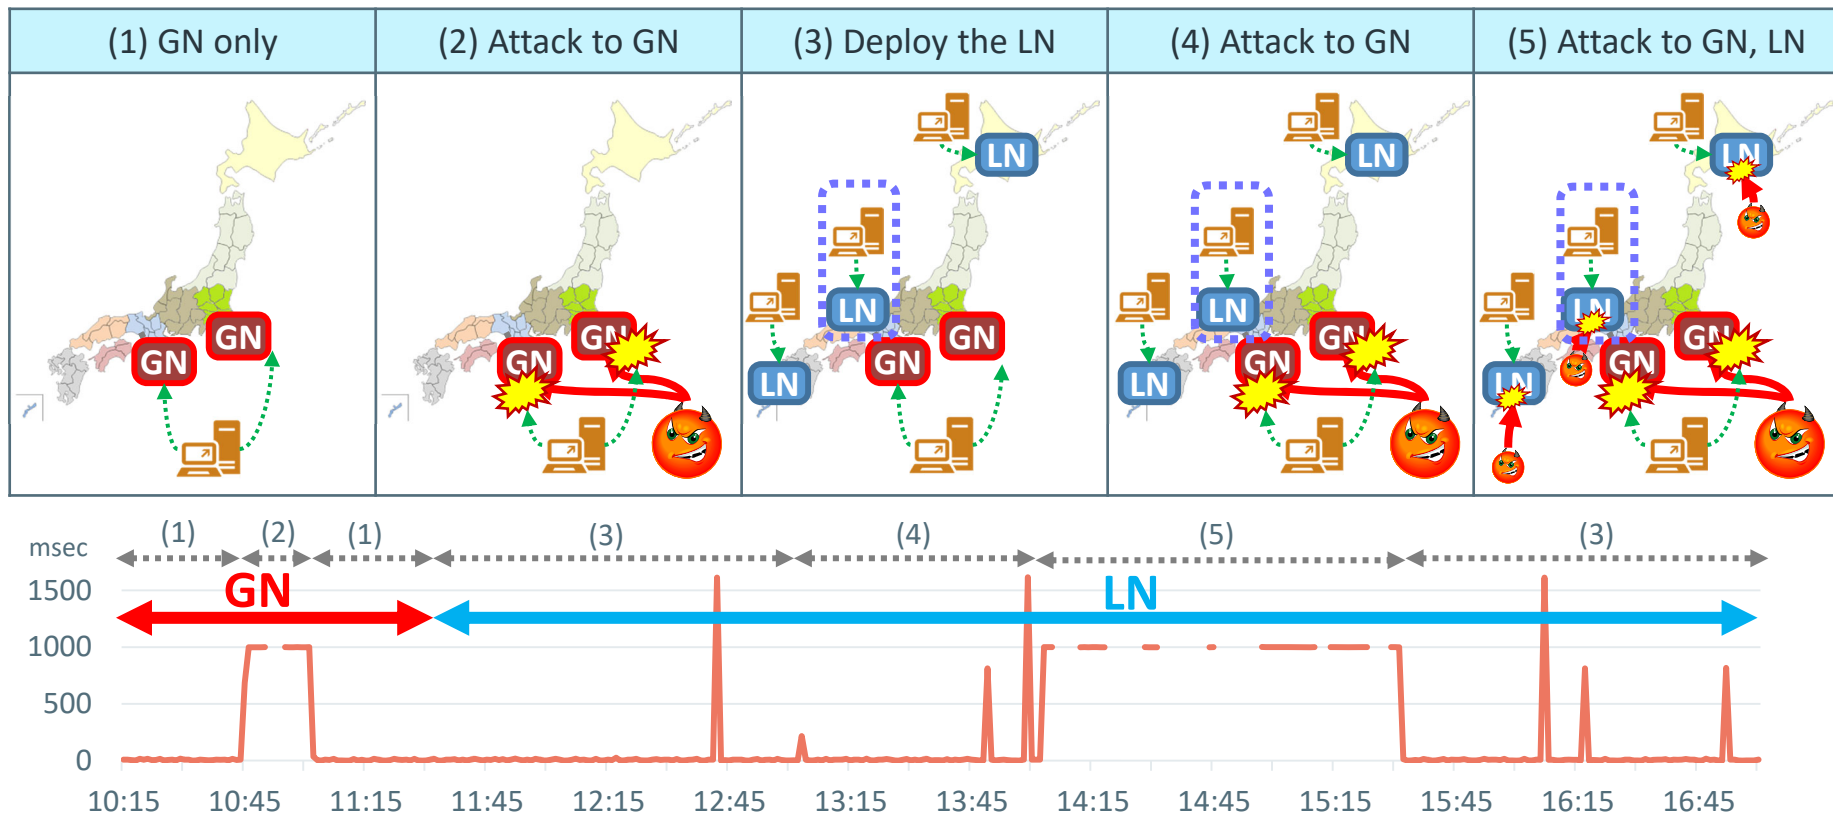 (1) GN only
(2) Attack to GN
(3) Deploy the LN
(4) Attack to GN
(5) Attack to GN, LN
GN
GN
GN
GN
LN
LN
LN
GN
GN
LN
LN
LN
GN
GN
LN
LN
LN
GN
GN
(1) (2) (1) (3) (4) (5) (3)
msec
GN LN
1500
1000
500
0
10:15 10:45 11:15 11:45 12:15 12:45 13:15 13:45 14:15 14:45 15:15 15:45 16:15 16:45